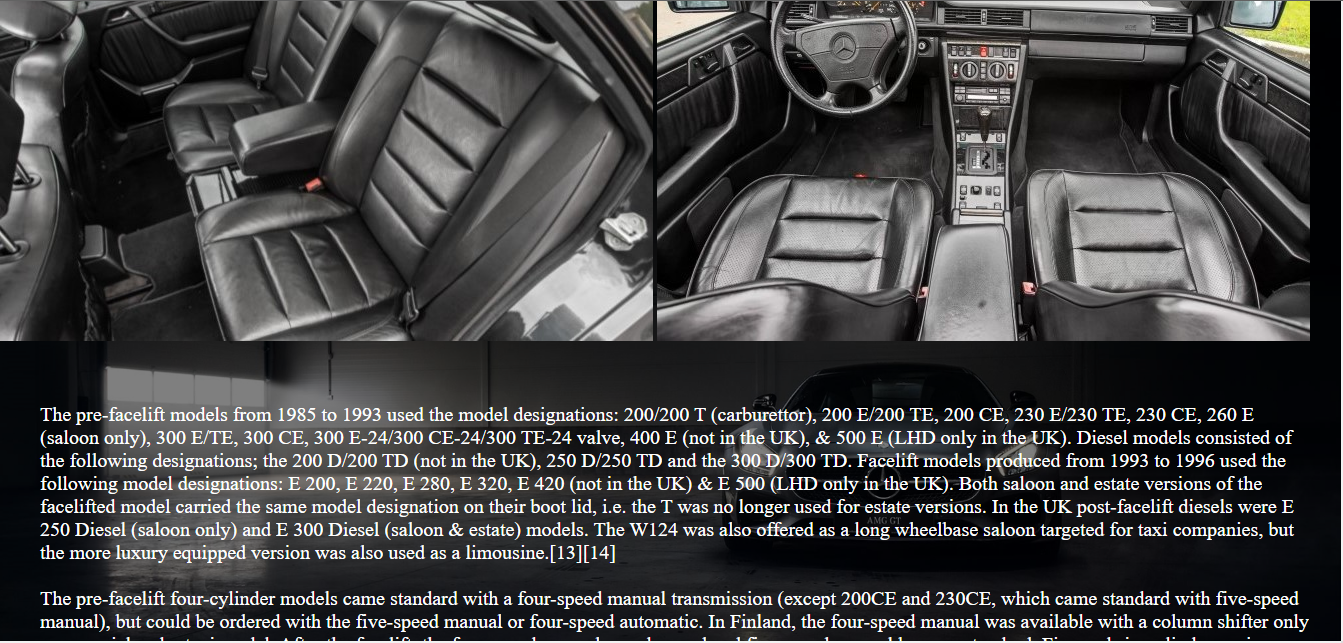 The pre-facelift models from 1985 to 1993 used the model designations: 200/200 T (carburettor), 200 E/200 TE, 200 CE, 230 E/230 TE, 230 CE, 260 E
(saloon only), 300 E/TE, 300 CE, 300 E-24/300 CE-24/300 TE-24 valve, 400 E (not in the UK), & 500 E (LHD only in the UK). Diesel models consisted of
the following designations; the 200 D/200 TD (not in the UK), 250 D/250 TD and the 300 D/300 TD. Facelift models produced from 1993 to 1996 used the
following model designations: E 200, E 220, E 280, E 320, E 420 (not in the UK) & E 500 (LHD only in the UK). Both saloon and estate versions of the
facelifted model carried the same model designation on their boot lid, i.e. the T was no longer used for estate versions. In the UK post-facelift diesels were E
AMG GT
250 Diesel (saloon only) and E 300 Diesel (saloon & estate) models. The W124 was also offered as a long wheelbase saloon targeted for taxi companies, but
the more luxury equipped version was also used as a limousine.[13][14]
The pre-facelift four-cylinder models came standard with a four-speed manual transmission (except 200CE and 230CE, which came standard with five-speed
manual), but could be ordered with the five-speed manual or four-speed automatic. In Finland, the four-speed manual was available with a column shifter only